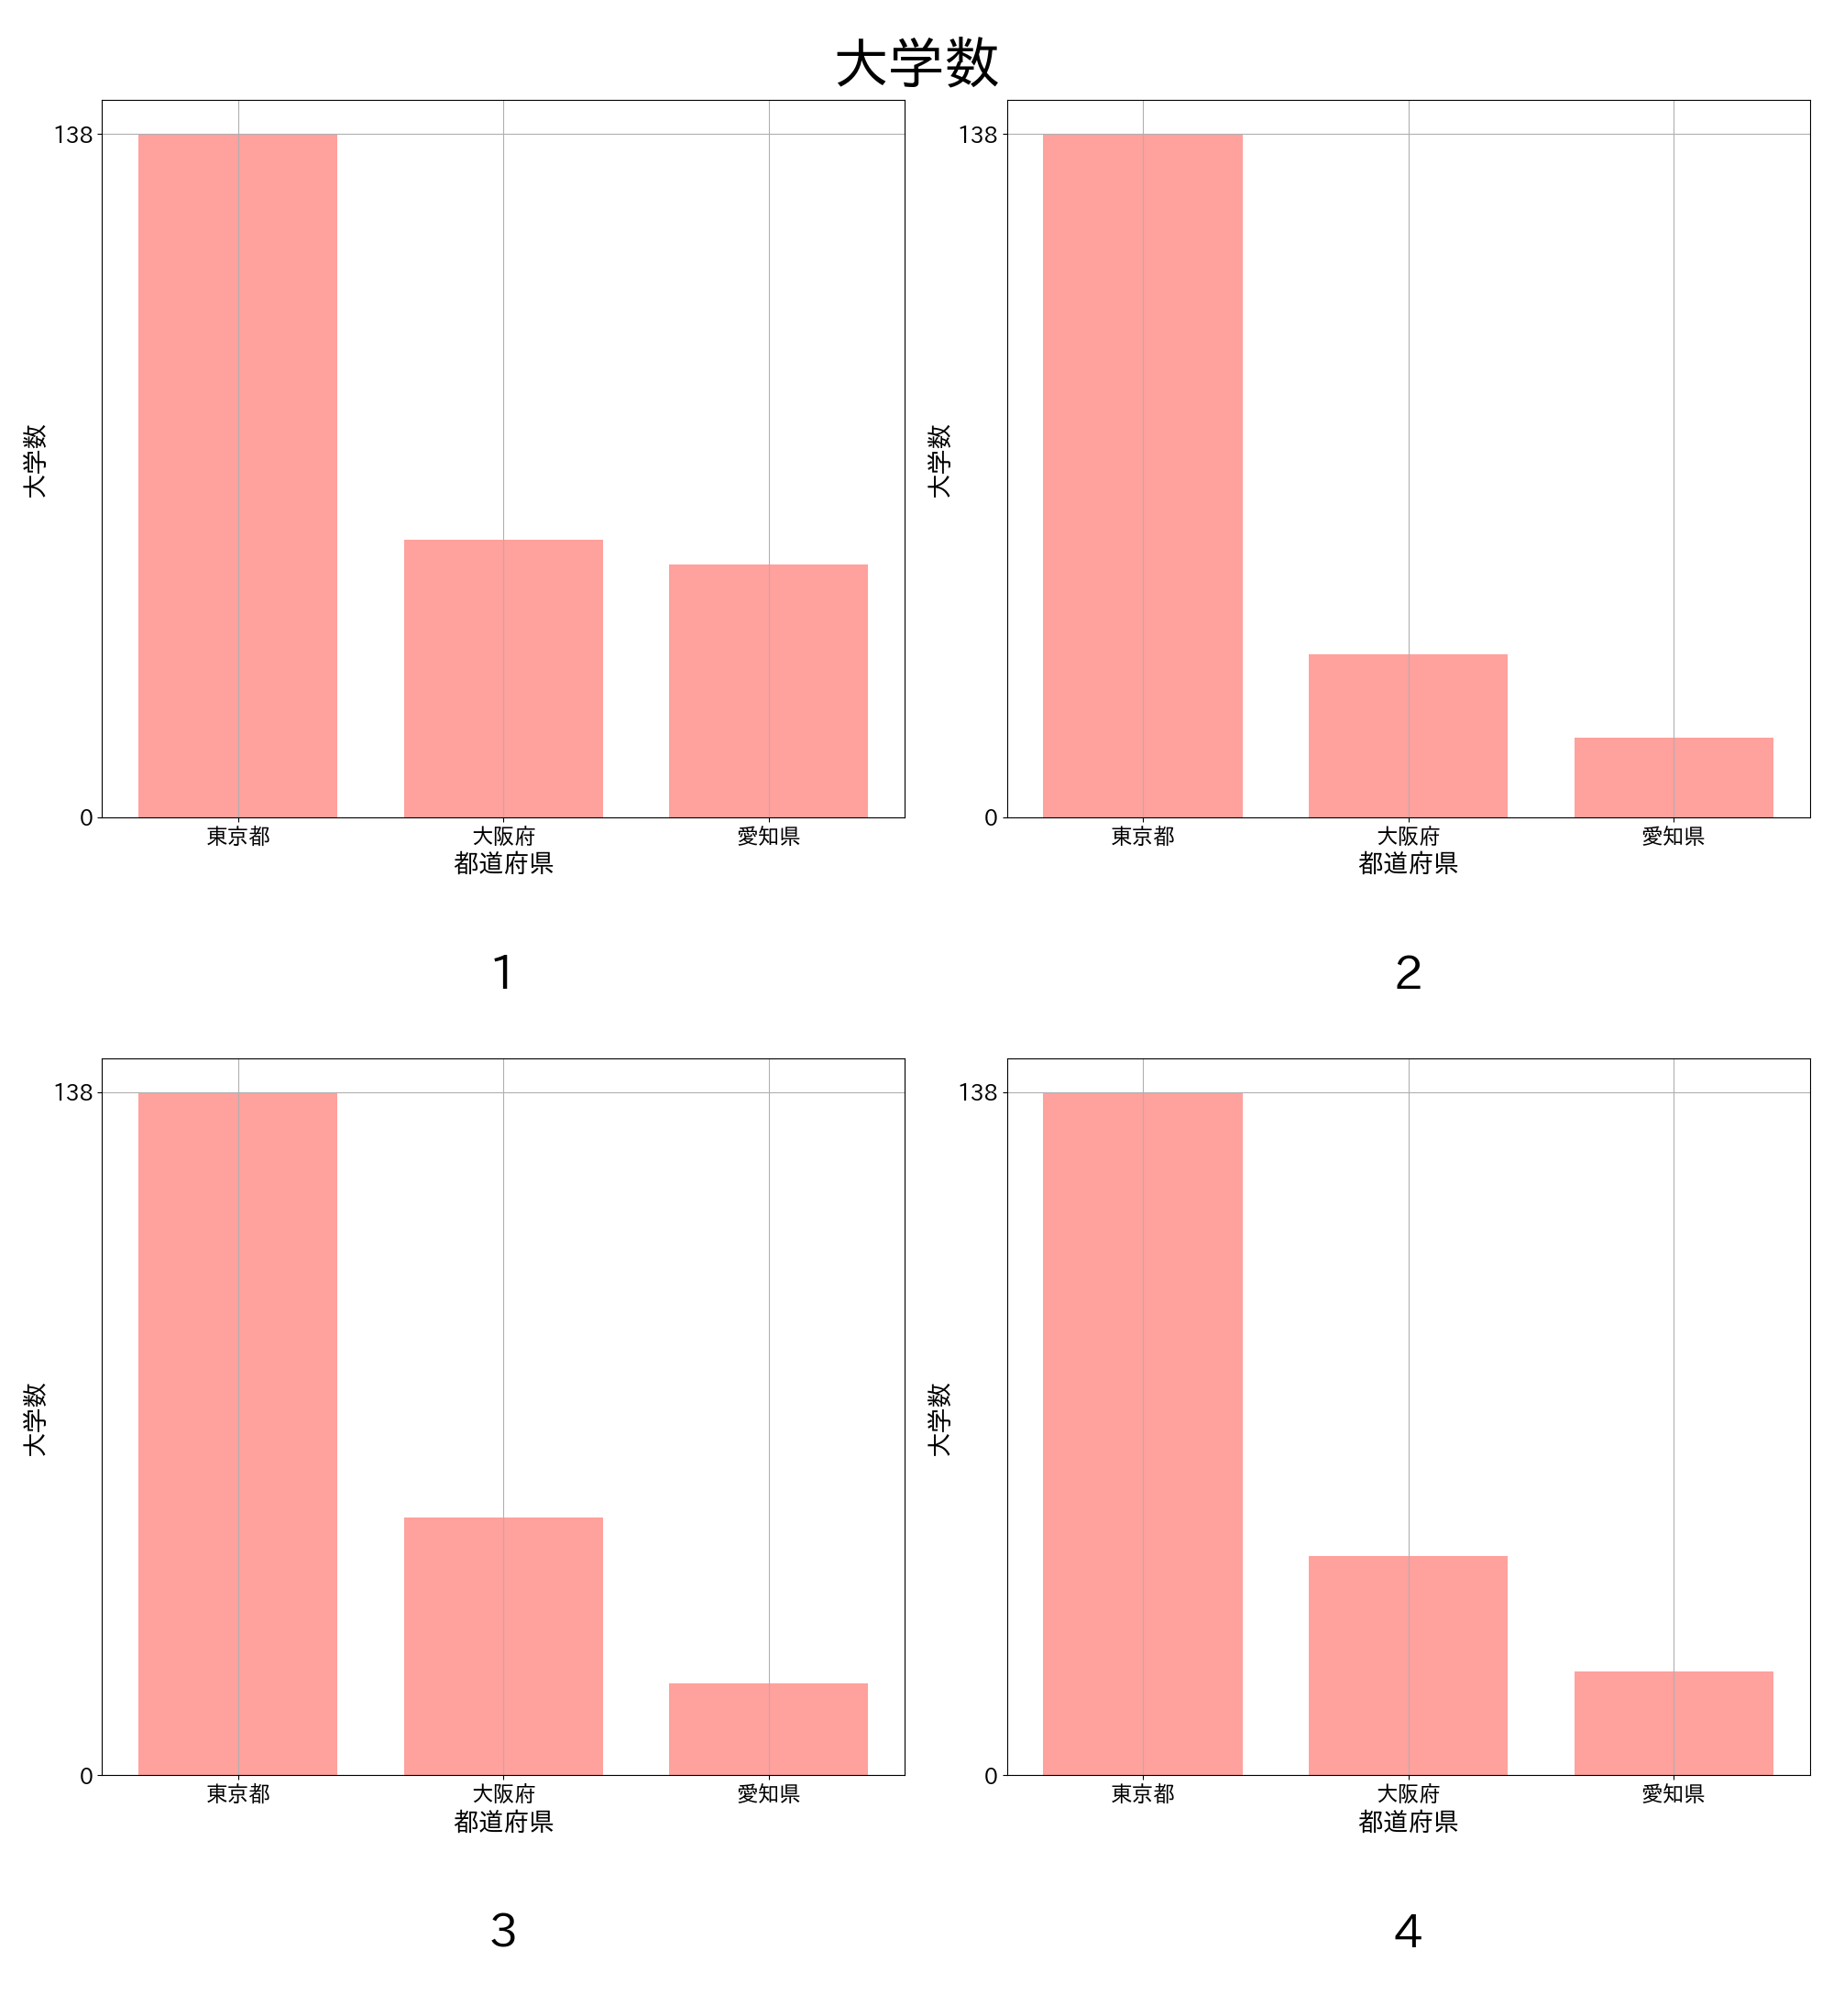 大学数
138
0
大学数
東京都 大阪府 愛知県
都道府県
1
138
0
大学数
東京都 大阪府 愛知県
都道府県
2
138
0
大学数
東京都 大阪府 愛知県
都道府県
3
138
0
大学数
東京都 大阪府 愛知県
都道府県
4